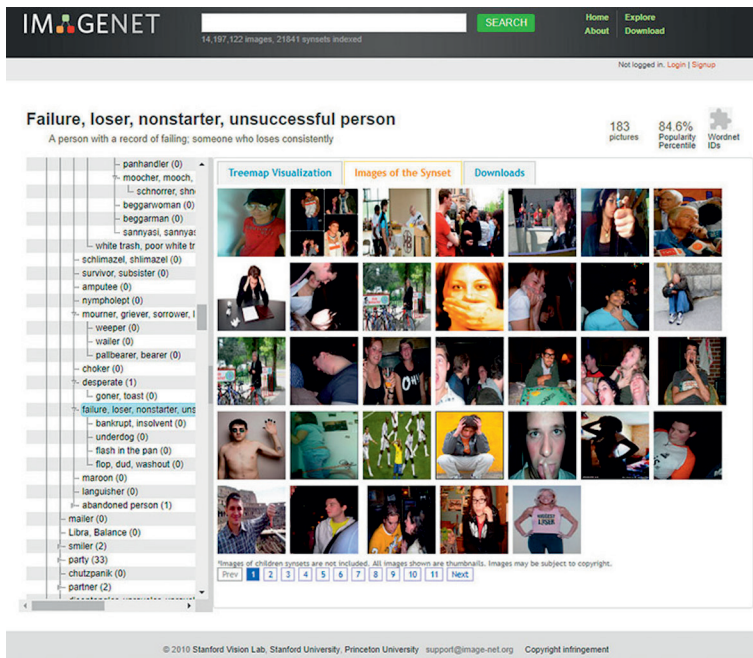 IMAGENET
SEARCH
Home Explore
About Download
14,197,122 images, 21841 synsets indexed
Not logged in. Login | Signup
Failure, loser, nonstarter, unsuccessful person
A person with a record of failing; someone who loses consistently
183 pictures
84.6% Popularity Percentile
Wordnet IDs
panhandler (0)
moocher, mooch,
schnorrer, shno
beggarwoman (0)
beggarman (0)
sannyasi, sannyas
white trash, poor white tr
schlimazel, shlimazel (0)
survivor, subsister (0)
amputee (0)
nympholept (0)
mourner, griever, sorrower, l
weeper (0)
wailer (0)
pallbearer, bearer (0)
choker (0)
desperate (1)
goner, toast (0)
failure, loser, nonstarter, uns
bankrupt, insolvent (0)
underdog (0)
flash in the pan (0)
flop, dud, washout (0)
maroon (0)
languisher (0)
abandoned person (1)
mailer (0)
Libra, Balance (0)
smiler (2)
party (33)
chutzpanik (0)
partner (2)
Treemap Visualization
Images of the Synset
Downloads
OHI
LOSER
*Images of children synsets are not included. All images shown are thumbnails. Images may be subject to copyright.
Prev 1 2 3 4 5 6 7 8 9 10 11 Next
© 2010 Stanford Vision Lab, Stanford University, Princeton University support@image-net.org Copyright infringement